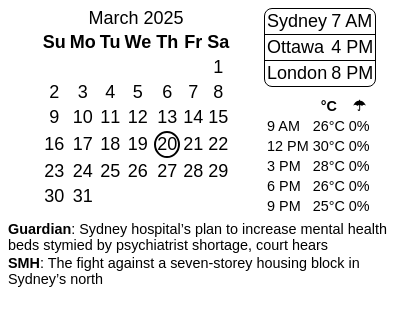 March 2025
Su Mo Tu We Th Fr Sa
1
2 3 4 5 6 7 8
9 10 11 12 13 14 15
16 17 18 19 20 21 22
23 24 25 26 27 28 29
30 31
Sydney 7 AM
Ottawa 4 PM
London 8 PM
°C ☂
9 AM 26°C 0%
12 PM 30°C 0%
3 PM 28°C 0%
6 PM 26°C 0%
9 PM 25°C 0%
Guardian: Sydney hospital's plan to increase mental health
beds stymied by psychiatrist shortage, court hears
SMH: The fight against a seven-storey housing block in
Sydney's north